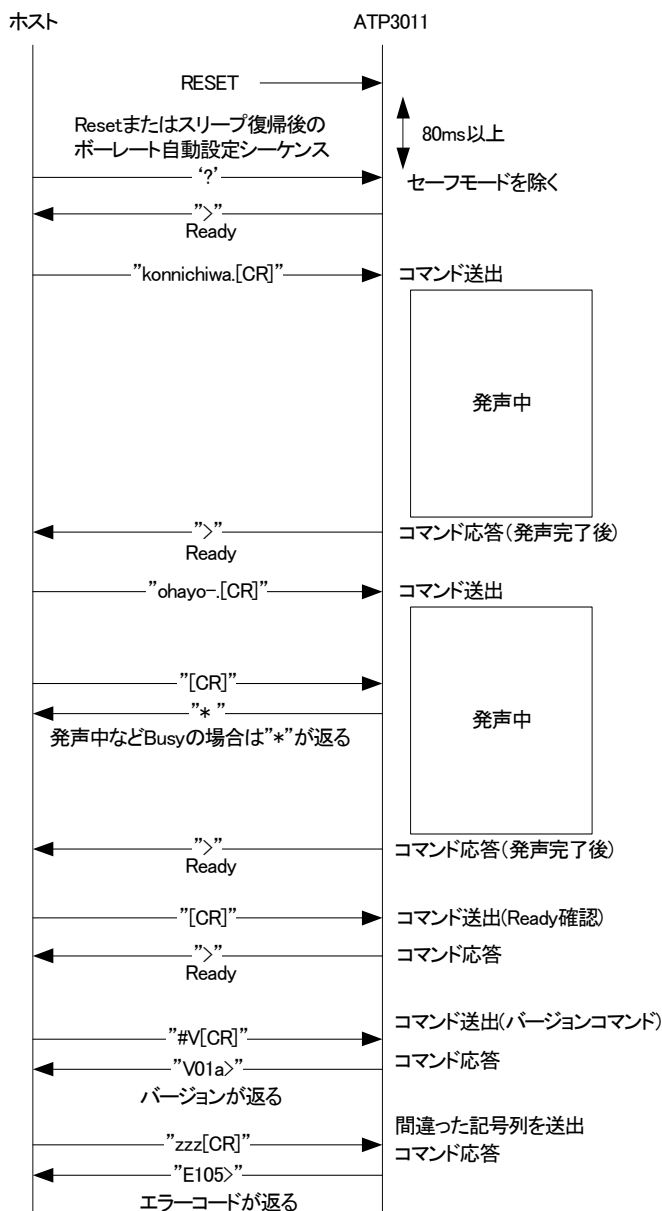 ホスト
ATP3011
RESET
Resetまたはスリープ復帰後の
ボーレート自動設定シーケンス
80ms以上
‘?’
セーフモードを除く
”>”
Ready
”konnichiwa.[CR]”
コマンド送出
発声中
”>”
コマンド応答(発声完了後)
Ready
”ohayo-.[CR]”
コマンド送出
”[CR]”
”* ”
発声中
発声中などBusyの場合は”*”が返る
”>”
コマンド応答(発声完了後)
Ready
”[CR]”
コマンド送出(Ready確認)
”>”
コマンド応答
Ready
コマンド送出(バージョンコマンド)
”#V[CR]”
コマンド応答
”V01a>”
バージョンが返る
間違った記号列を送出
”zzz[CR]”
コマンド応答
”E105>”
エラーコードが返る